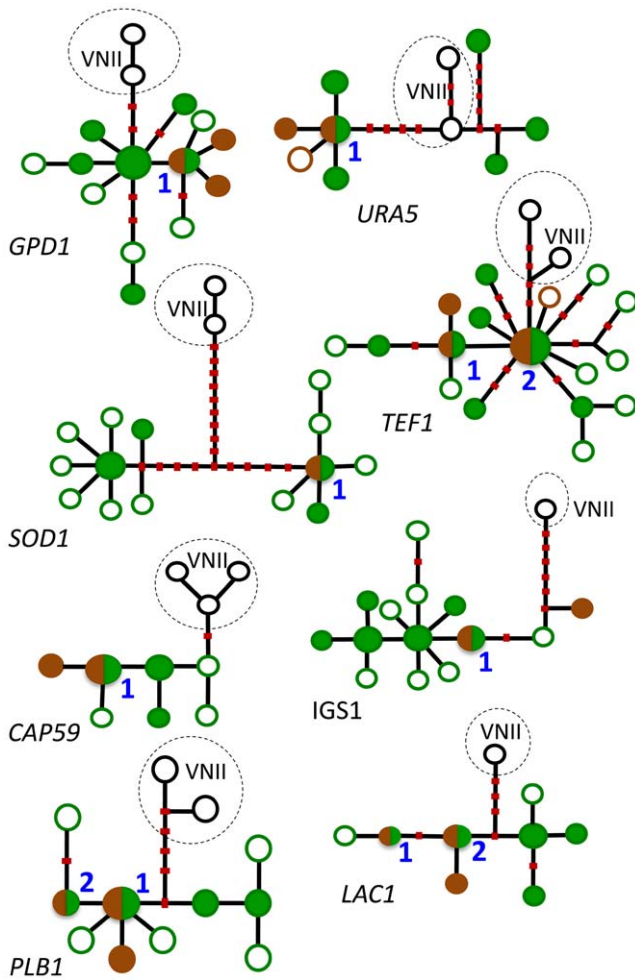 VNII
1
GPD1
VNII
1
URA5
VNII
1
SOD1
VNII
1
2
TEF1
VNII
1
CAP59
VNII
1
IGS1
VNII
2
1
PLB1
VNII
1
2
LAC1